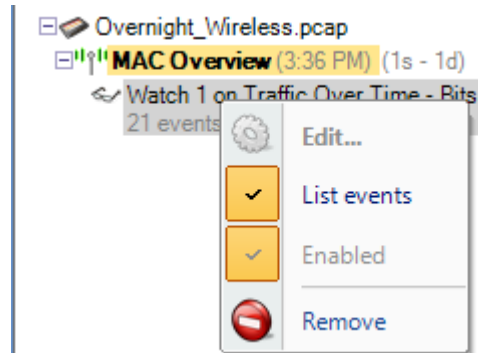 Overnight_Wireless.pcap
MAC Overview (3:36 PM) (1s - 1d)
Watch 1 on Traffic Over Time - Bits
21 events
Edit...
List events
Enabled
Remove